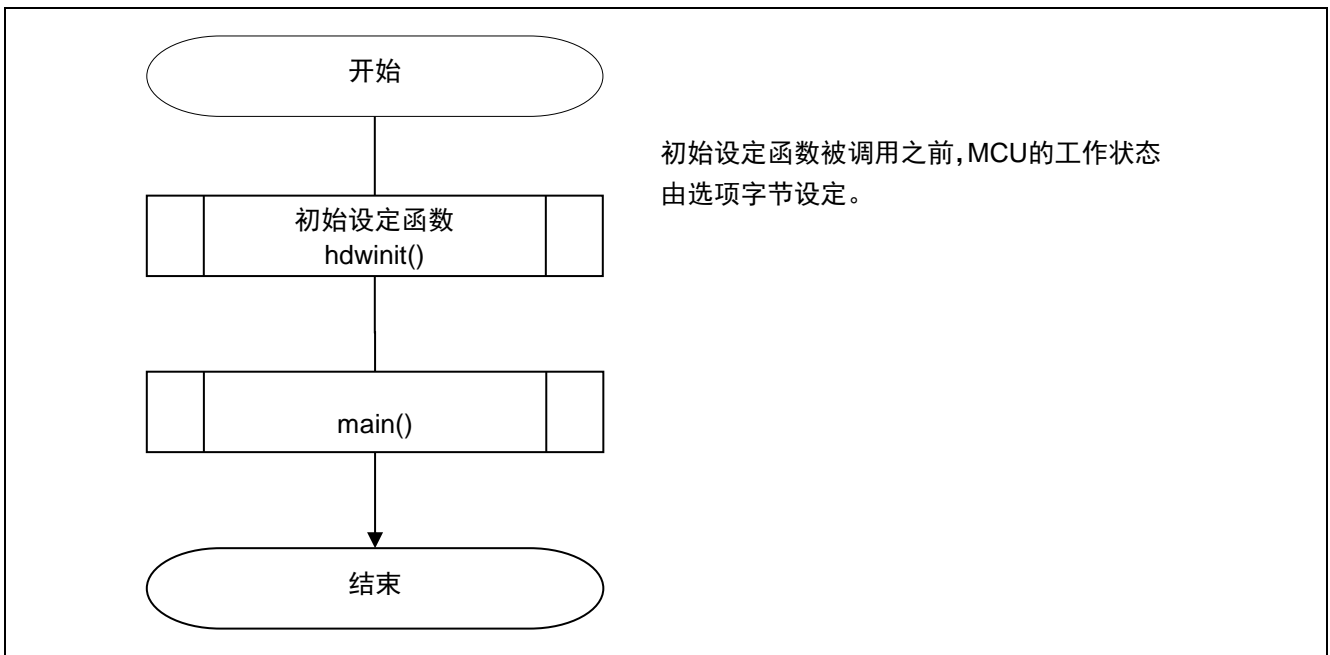 开始
初始设定函数被调用之前,MCU的工作状态
由选项字节设定。
初始设定函数
hdwinit()
main()
结束